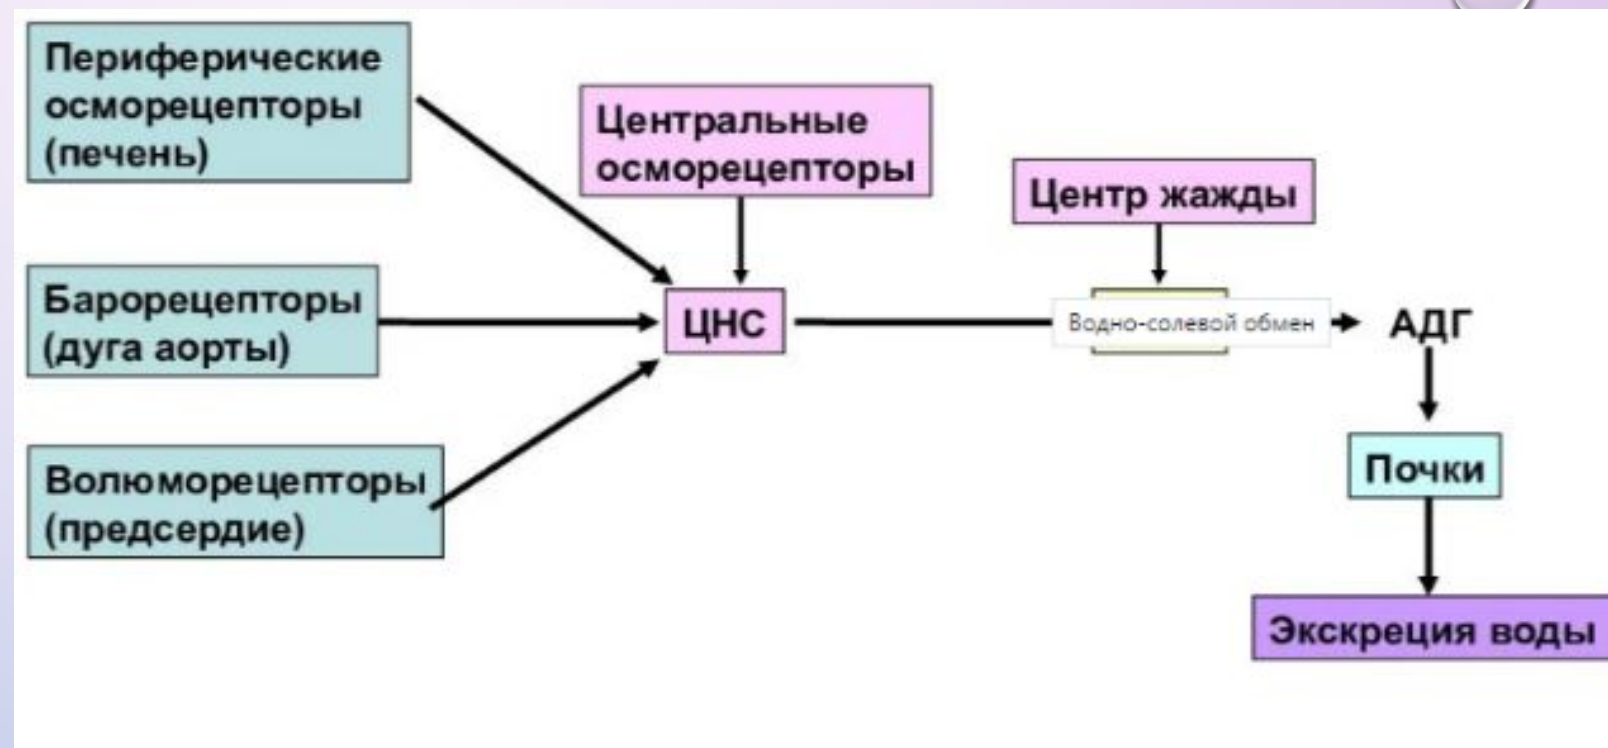 Периферические
осморецепторы
(печень)
Центральные
осморецепторы
Центр жажды
Барорецепторы
(дуга аорты)
ЦНС
Водно-солевой обмен
АДГ
Волюморецепторы
(предсердие)
Почки
Экскреция воды